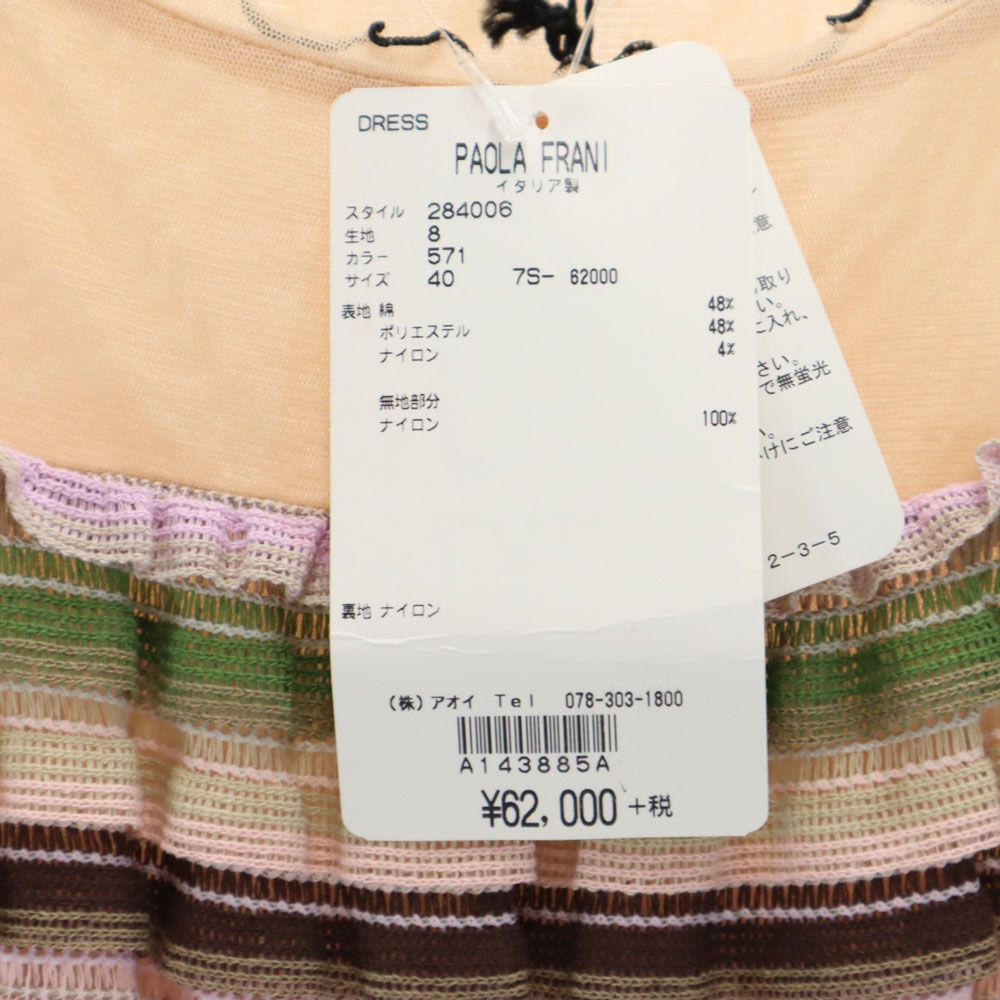 DRESS
PAOLA FRANI
イタリア製
スタイル 284006
生地 8
カラー 571
サイズ 40 7S- 62000
表地 綿 48%
ポリエステル 48%
ナイロン 4%
無地部分
ナイロン 100%
裏地 ナイロン
(株)アオイ Tel 078-303-1800
A143885A
¥62,000 +税
意
取り
い。
に入れ、
さい。
で無蛍光
けにご注意
2-3-5